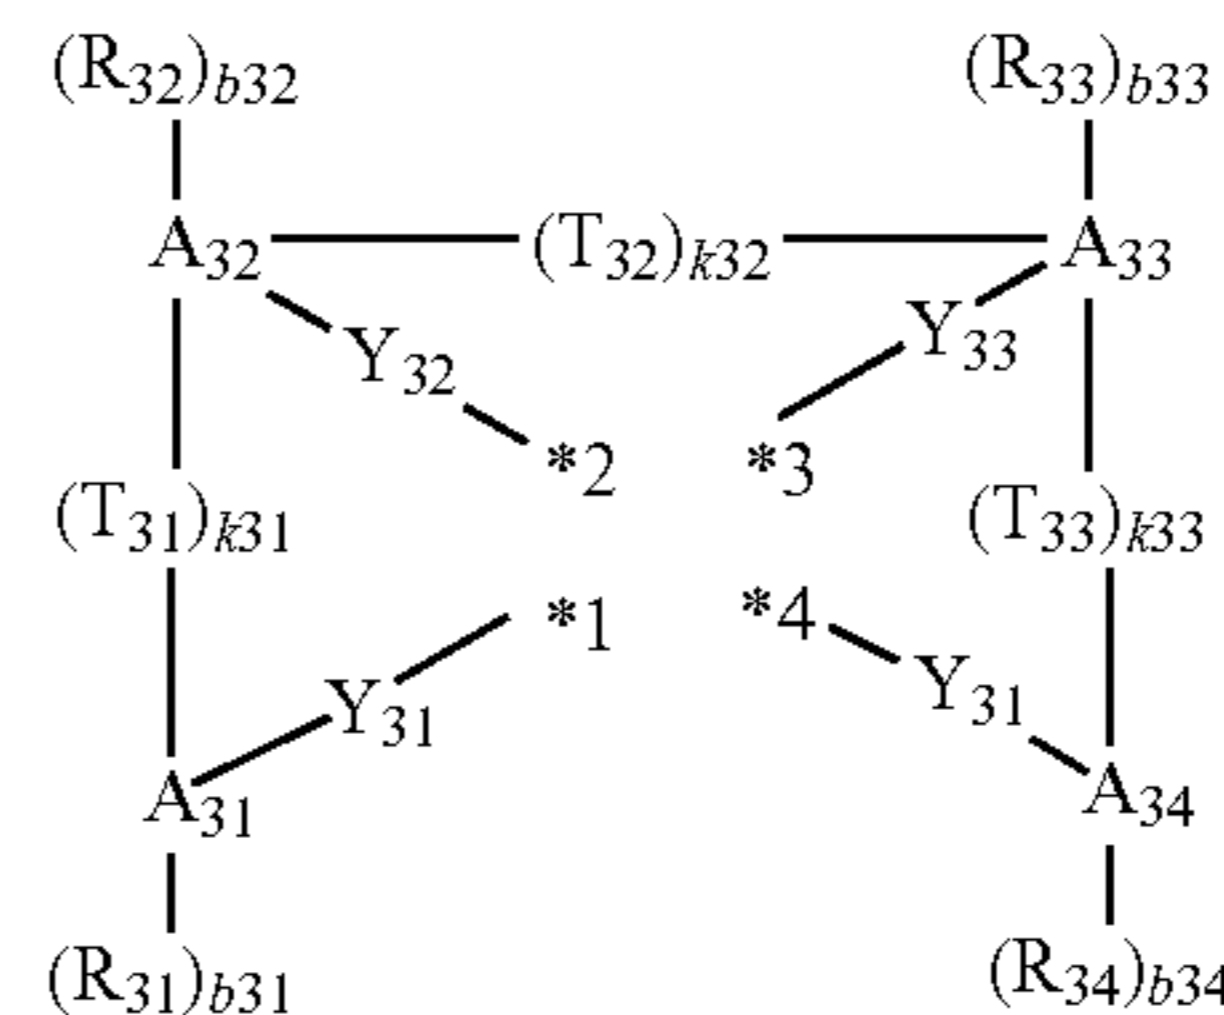 (R32)b32 (R33)b33
A32 (T32)k32 A33
Y32 Y33
*2 *3
(T31)k31 (T33)k33
*1 *4
Y31 Y31
A31 A34
(R31)b31 (R34)b34